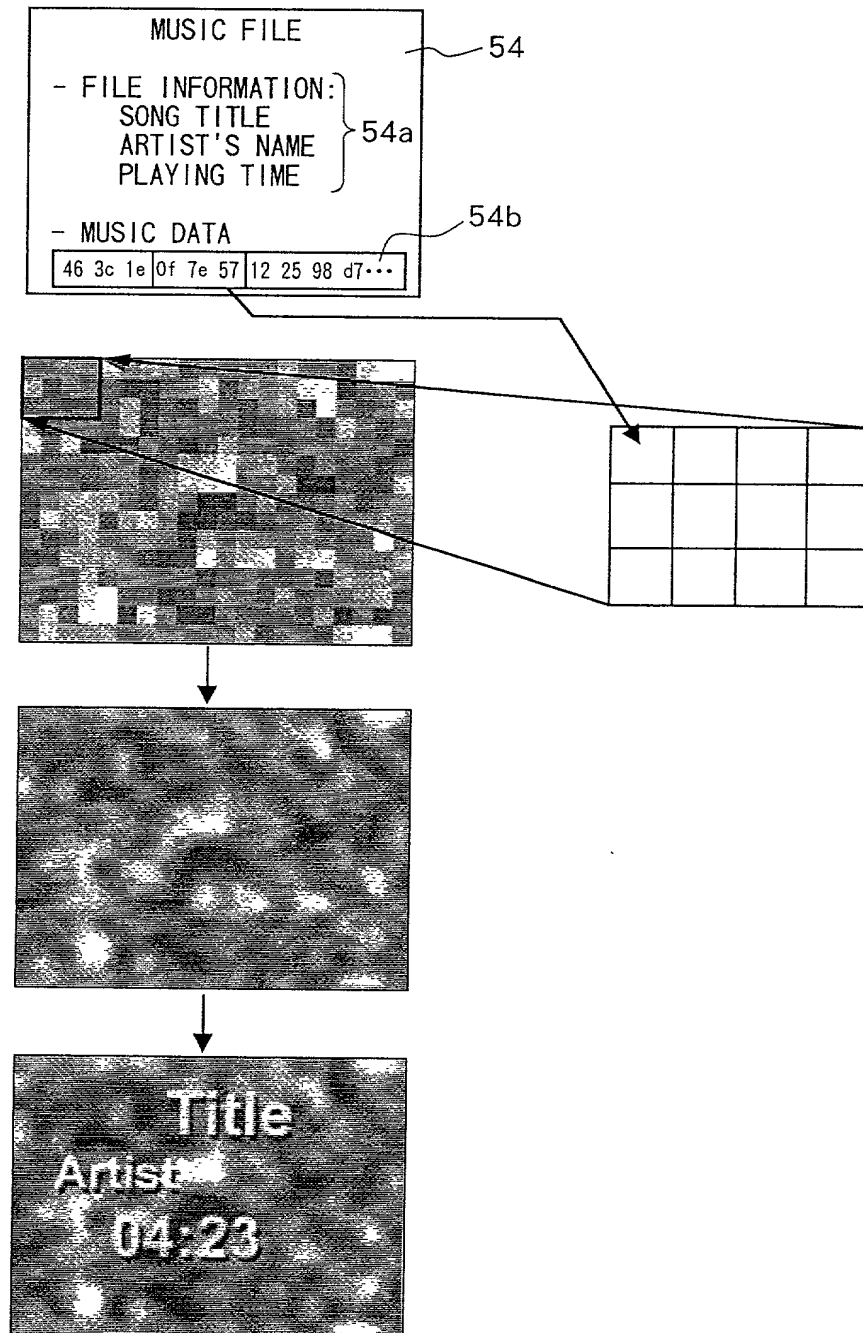 MUSIC FILE
54
- FILE INFORMATION:
SONG TITLE
ARTIST'S NAME
PLAYING TIME
54a
54b
- MUSIC DATA
46 3c 1e 0f 7e 57 12 25 98 d7...
Title
Artist
04:23